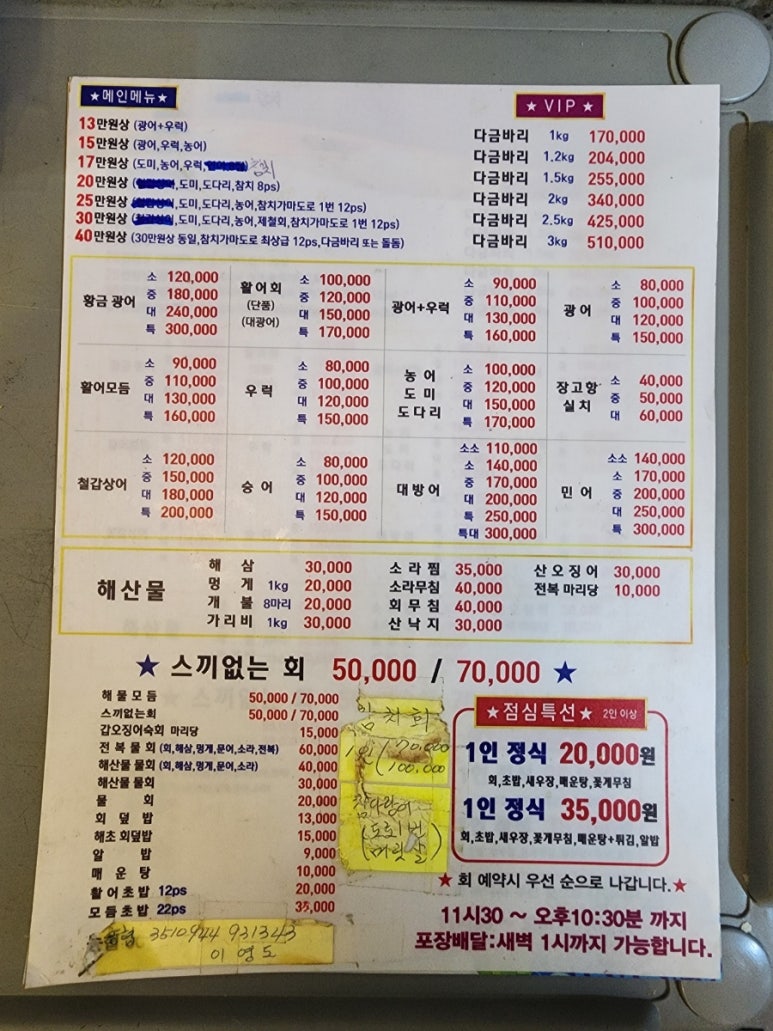 ★메인메뉴★
13만원상 (광어+우럭)
15만원상 (광어,우럭,농어)
17만원상 (도미,농어,우럭, 참치)
20만원상 (도미,도다리,참치 8ps)
25만원상 (도미,도다리,농어,참치가마도로 1번 12ps)
30만원상 (도미,도다리,농어,제철회,참치가마도로 1번 12ps)
40만원상 (30만원상 동일,참치가마도로 최상급 12ps,다금바리 또는 돌돔)
★ VIP ★
다금바리 1kg 170,000
다금바리 1.2kg 204,000
다금바리 1.5kg 255,000
다금바리 2kg 340,000
다금바리 2.5kg 425,000
다금바리 3kg 510,000
황금 광어
소 120,000
중 180,000
대 240,000
특 300,000
활어회
(단품)
(대광어)
소 100,000
중 120,000
대 150,000
특 170,000
광어+우럭
소 90,000
중 110,000
대 130,000
특 160,000
광어
소 80,000
중 100,000
대 120,000
특 150,000
활어모듬
소 90,000
중 110,000
대 130,000
특 160,000
우럭
소 80,000
중 100,000
대 120,000
특 150,000
농어
도미
도다리
소 100,000
중 120,000
대 150,000
특 170,000
장고항
실치
소 40,000
중 50,000
대 60,000
철갑상어
소 120,000
중 150,000
대 180,000
특 200,000
숭어
소 80,000
중 100,000
대 120,000
특 150,000
대방어
소소 110,000
소 140,000
중 170,000
대 200,000
특 250,000
특대 300,000
민어
소소 140,000
소 170,000
중 200,000
대 250,000
특 300,000
해산물
해삼 30,000
멍게 1kg 20,000
개불 8마리 20,000
가리비 1kg 30,000
소라찜 35,000
소라무침 40,000
회무침 40,000
산낙지 30,000
산오징어 30,000
전복 마리당 10,000
★ 스끼없는 회 50,000 / 70,000 ★
해물모듬 50,000 / 70,000
스끼없는회 50,000 / 70,000
갑오징어숙회 마리당 15,000
전복물회 (회,해삼,멍게,문어,소라,전복) 60,000
해산물 물회 (회,해삼,멍게,문어,소라) 40,000
해산물 물회 30,000
물회 20,000
회덮밥 13,000
해초회덮밥 15,000
알밥 9,000
매운탕 10,000
활어초밥 12ps 20,000
모듬초밥 22ps 35,000
참치회
1인 / 70,000
100,000
참다랑어
(도로1번
머릿살)
★점심특선★ 2인 이상
1인 정식 20,000원
회,초밥,새우장,매운탕,꽃게무침
1인 정식 35,000원
회,초밥,새우장,꽃게무침,매운탕+튀김,알밥
★ 회 예약시 우선 순으로 나갑니다.★
11시30 ~ 오후10:30분 까지
포장배달:새벽 1시까지 가능합니다.
3510944 931343
이영도